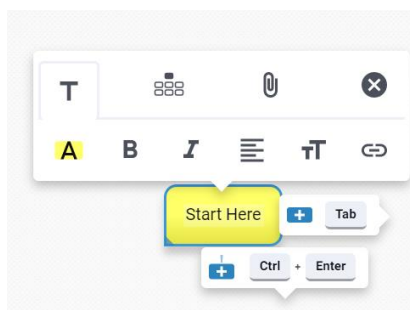 T
A B I T T
Start Here
Tab
Ctrl + Enter